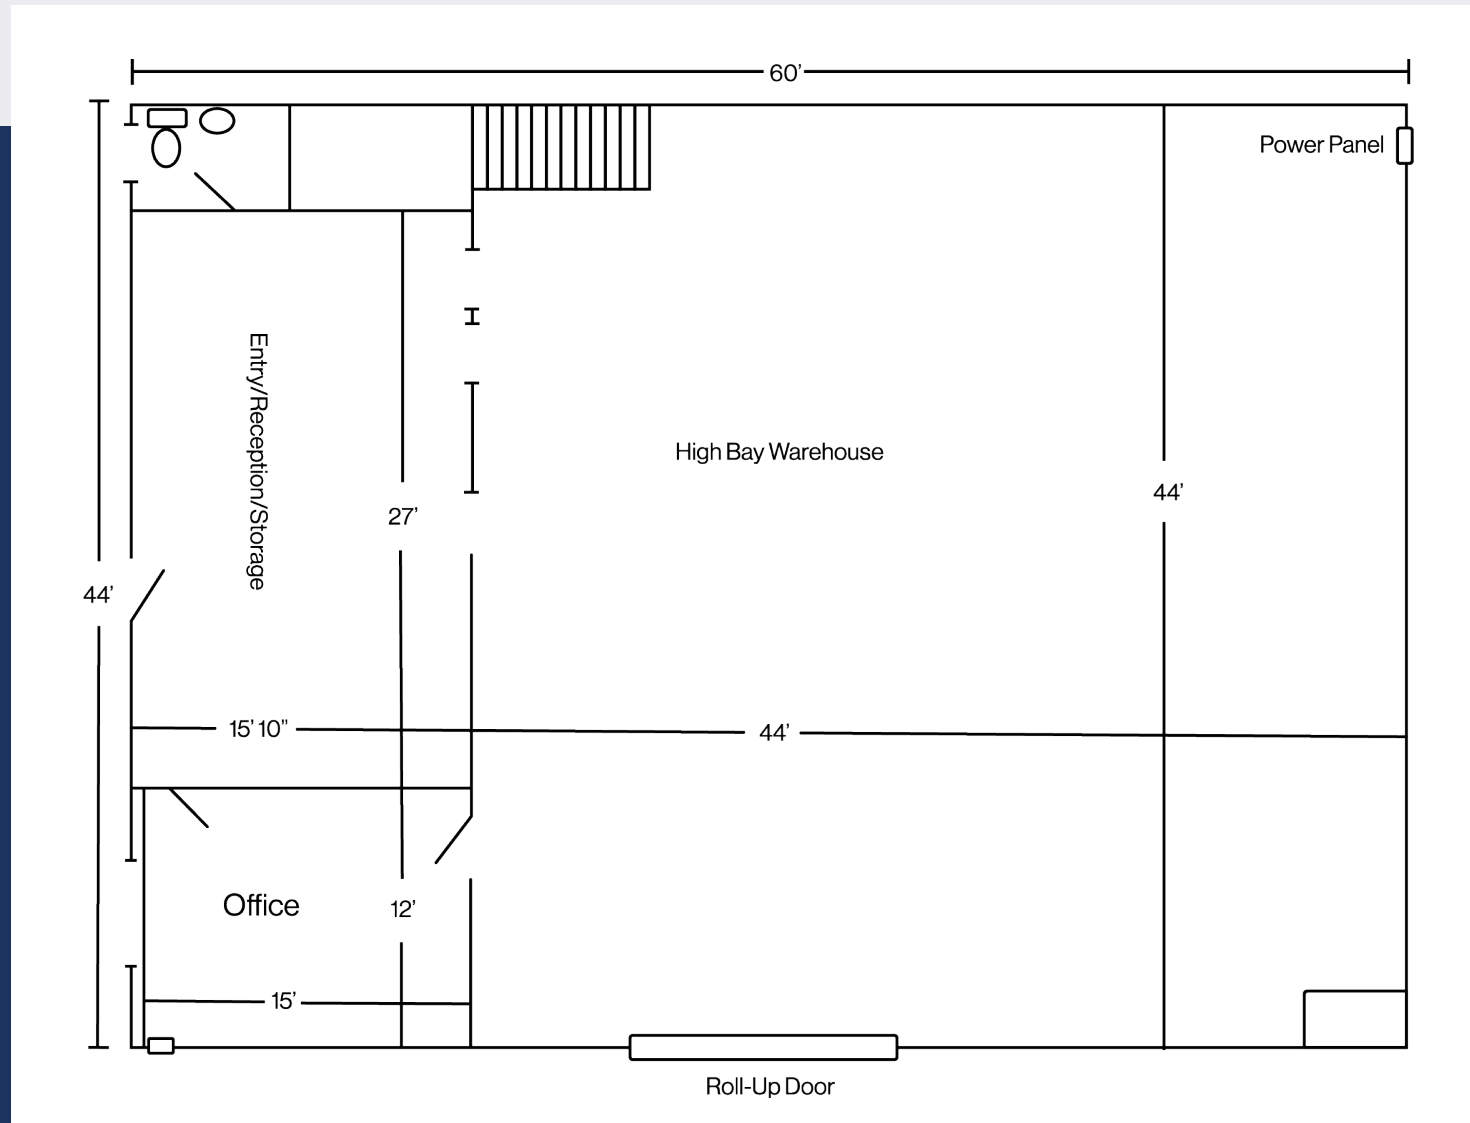 60’
Power Panel
Entry/Reception/Storage
High Bay Warehouse
44’
27’
44’
15’ 10”
44’
Office
12’
15’
Roll-Up Door